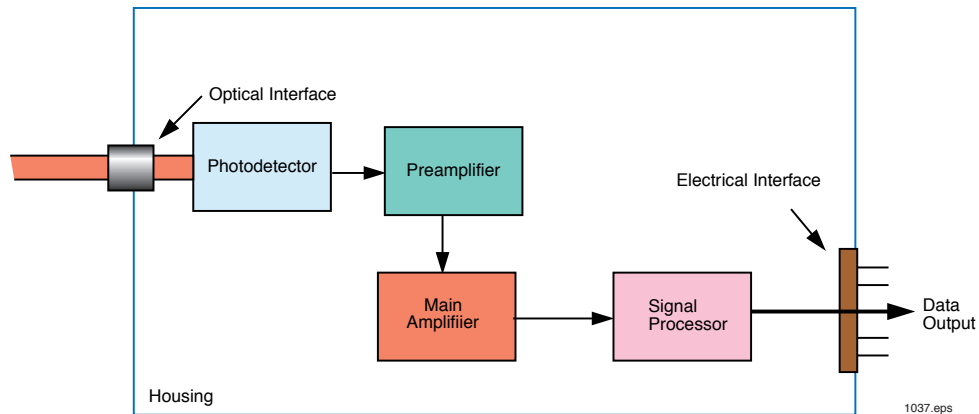 Optical Interface
Photodetector
Preamplifier
Electrical Interface
Main
Amplifiier
Signal
Processor
Data
Output
Housing
1037.eps